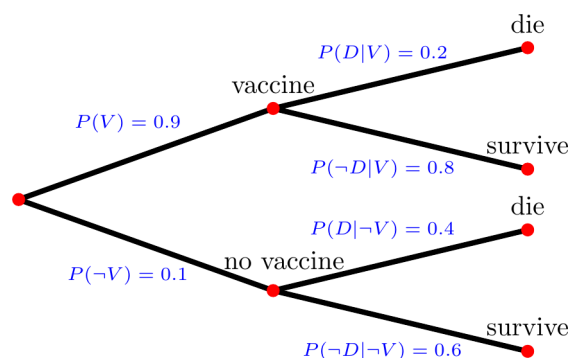 die
P(D|V) = 0.2
vaccine
P(V) = 0.9
survive
P(¬D|V) = 0.8
die
P(D|¬V) = 0.4
no vaccine
P(¬V) = 0.1
survive
P(¬D|¬V) = 0.6